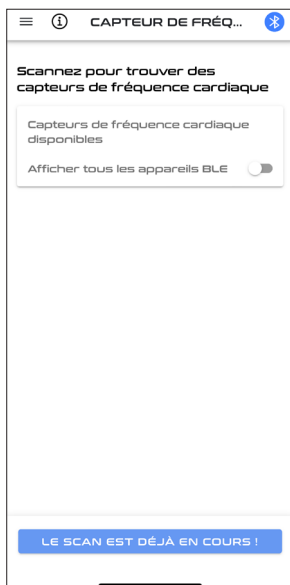 CAPTEUR DE FRÉQ...
Scannez pour trouver des
capteurs de fréquence cardiaque
Capteurs de fréquence cardiaque
disponibles
Afficher tous les appareils BLE
LE SCAN EST DÉJÀ EN COURS !